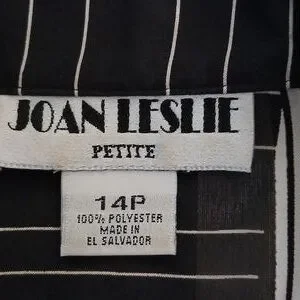 JOAN LESLIE
PETITE
14P
100% POLYESTER
MADE IN
EL SALVADOR